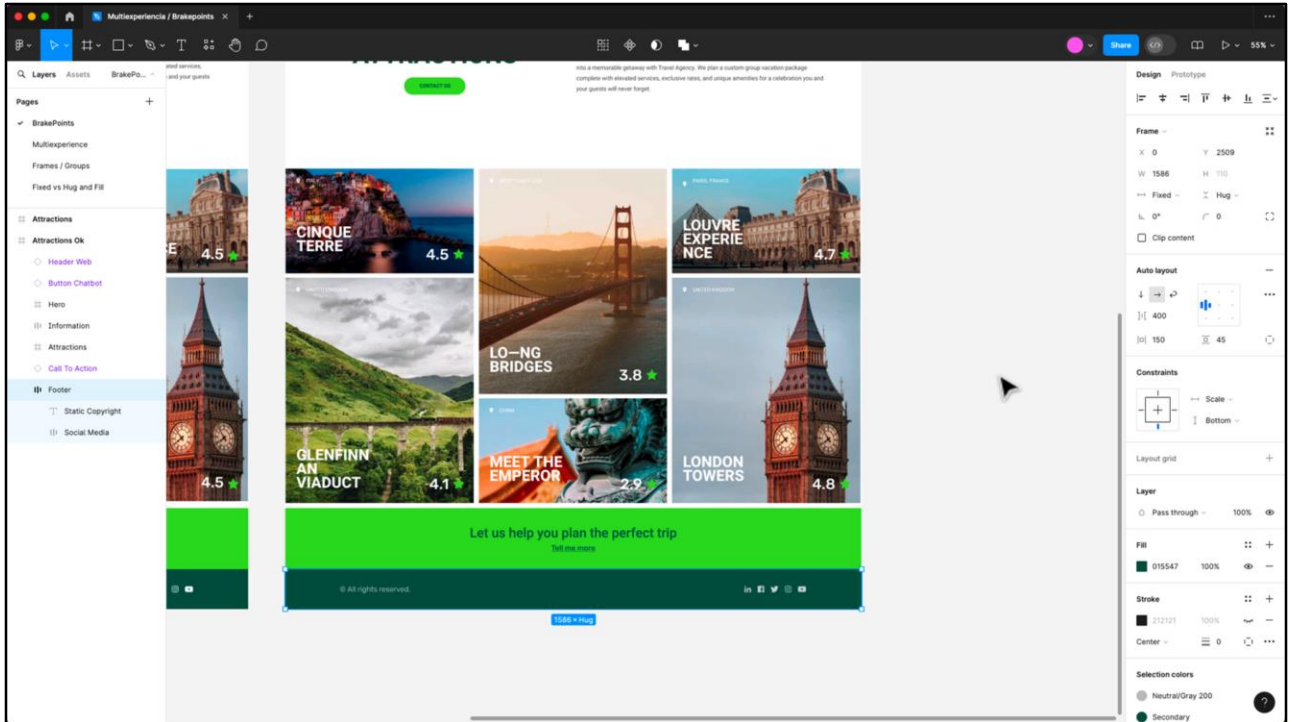 Multiexperiencia / Brakepoints
Share
55%
Layers
Assets
BrakePo...
Pages
BrakePoints
Multiexperience
Frames / Groups
Fixed vs Hug and Fill
Attractions
Attractions Ok
Header Web
Button Chatbot
Hero
Information
Attractions
Call To Action
Footer
Static Copyright
Social Media
ated services,
and your guests
4.5
4.5
CONTACT US
into a memorable getaway with Travel Agency. We plan a custom group vacation package
complete with elevated services, exclusive rates, and unique amenities for a celebration you and
your guests will never forget.
ITALY
CINQUE
TERRE
4.5
LO—NG
BRIDGES
3.8
PARIS, FRANCE
LOUVRE
EXPERIE
NCE
4.7
GLENFINN
AN
VIADUCT
4.1
CHINA
MEET THE
EMPEROR
2.9
UNITED KINGDOM
LONDON
TOWERS
4.8
Let us help you plan the perfect trip
Tell me more
© All rights reserved.
1586 × Hug
Design
Prototype
Frame
X 0
Y 2509
W 1586
H 110
Fixed
Hug
0°
0
Clip content
Auto layout
400
150
45
Constraints
Scale
Bottom
Layout grid
Layer
Pass through
100%
Fill
015547
100%
Stroke
212121
100%
Center
0
Selection colors
Neutral/Gray 200
Secondary
?